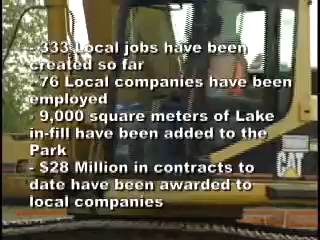 - 333 Local jobs have been
created so far
- 76 Local companies have been
employed
- 9,000 square meters of Lake
in-fill have been added to the
Park
- $28 Million in contracts to
date have been awarded to
local companies
CAT